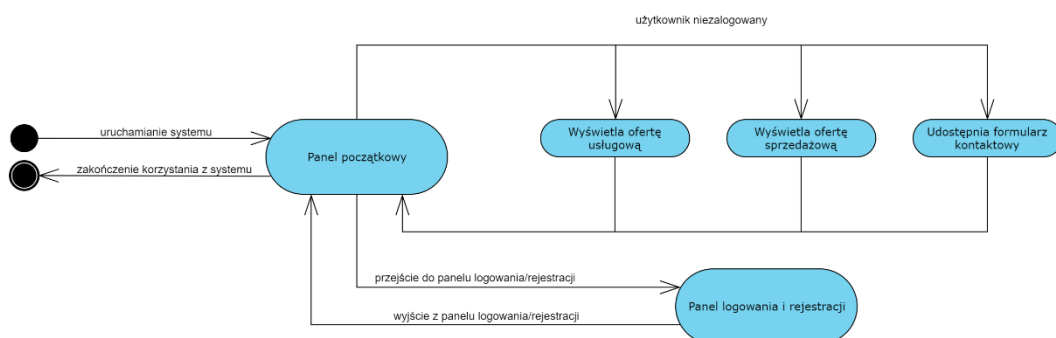 użytkownik niezalogowany
uruchamianie systemu
Wyświetla ofertę
usługową
Wyświetla ofertę
sprzedażową
Udostępnia formularz
kontaktowy
Panel początkowy
zakończenie korzystania z systemu
przejście do panelu logowania/rejestracji
Panel logowania i rejestracji
wyjście z panelu logowania/rejestracji